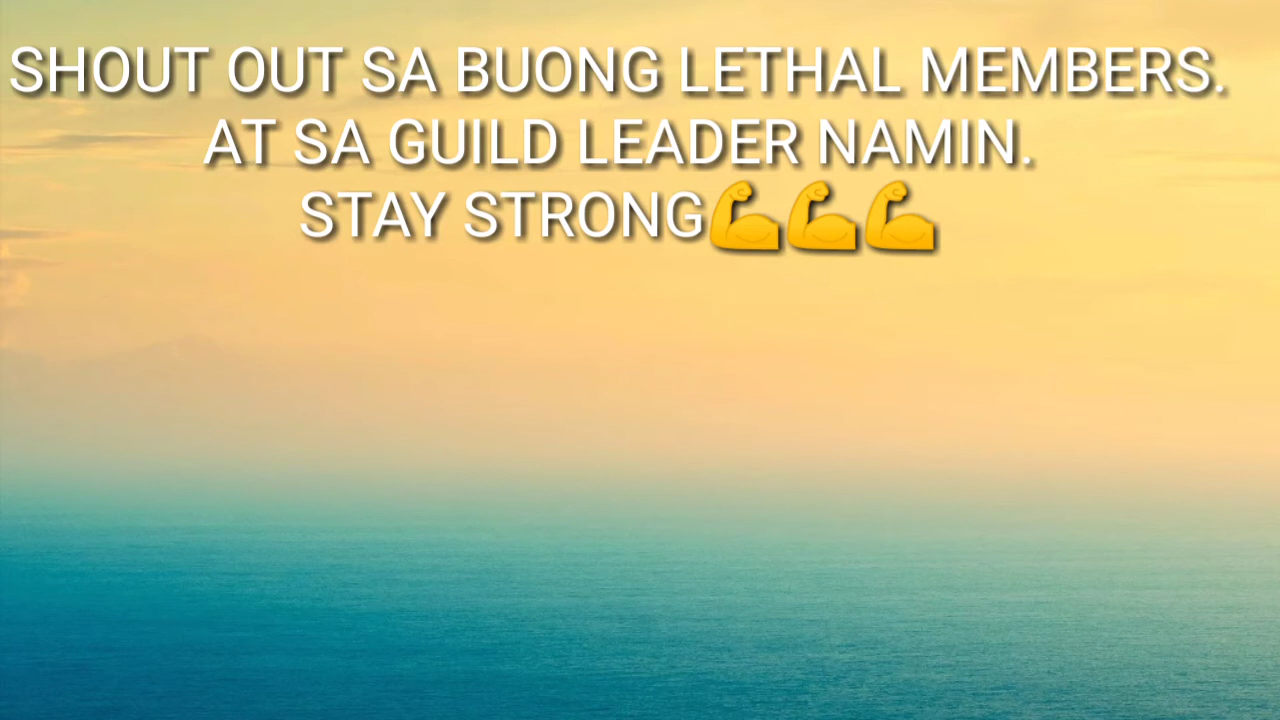 SHOUT OUT SA BUONG LETHAL MEMBERS.
AT SA GUILD LEADER NAMIN.
STAY STRONG💪💪💪